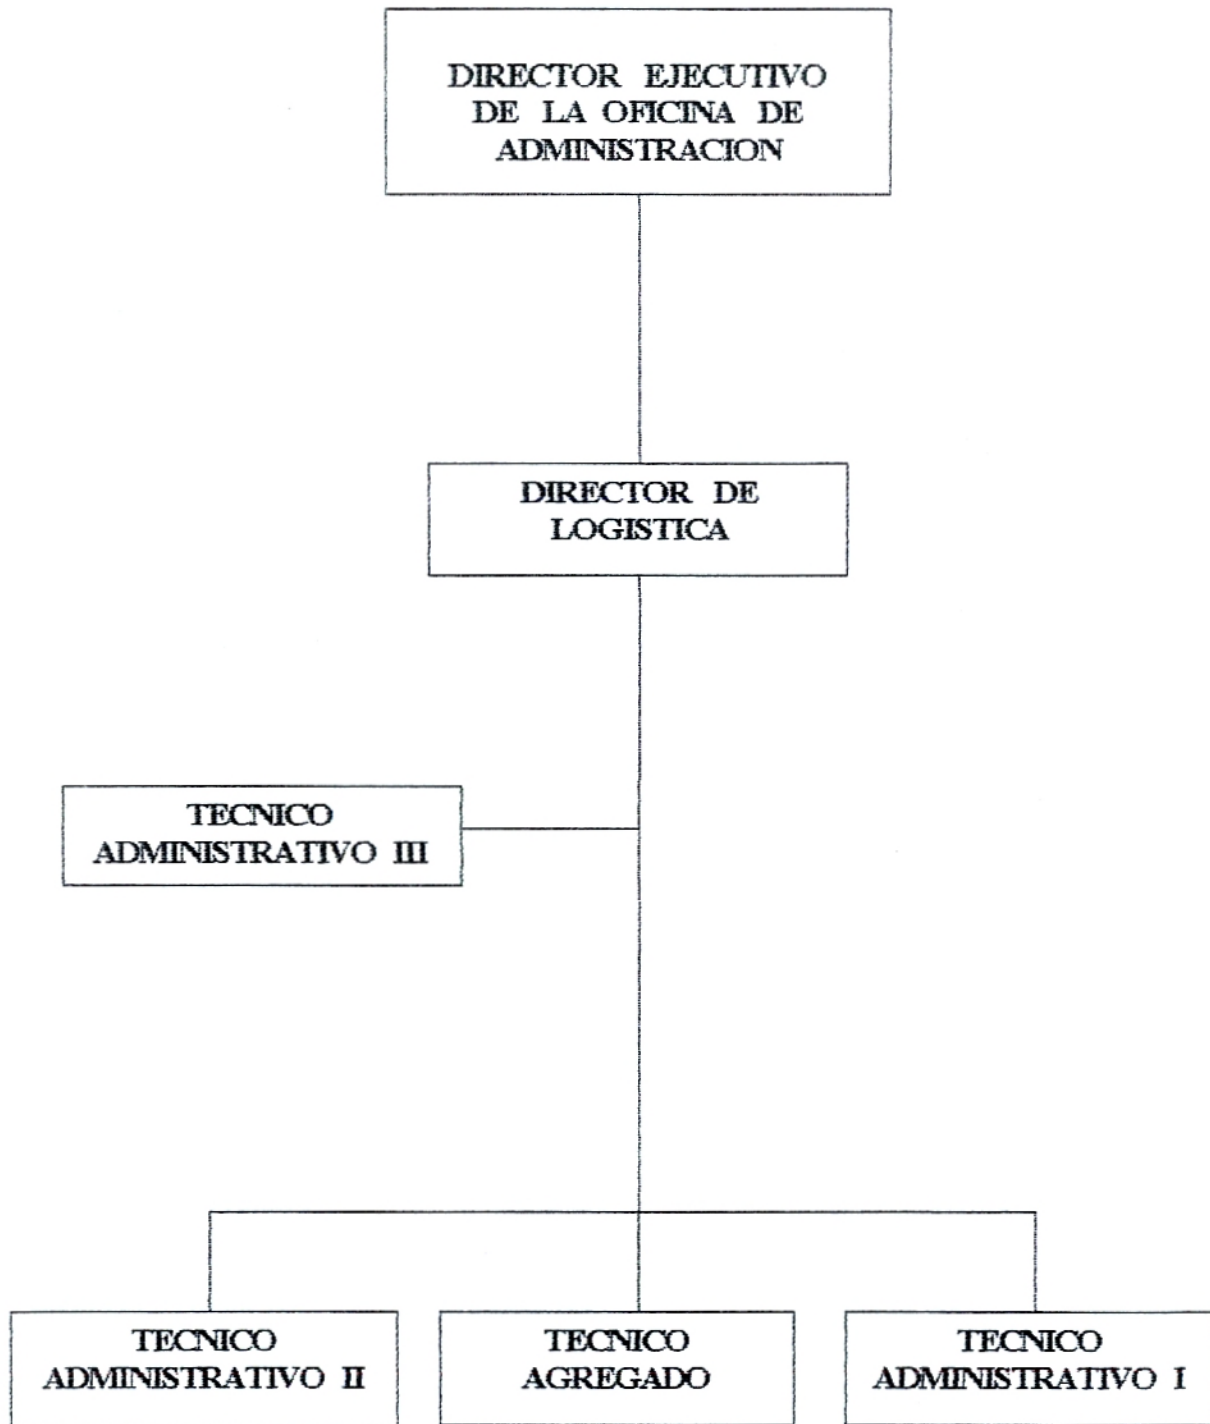 DIRECTOR EJECUTIVO
DE LA OFICINA DE
ADMINISTRACION
DIRECTOR DE
LOGISTICA
TECNICO
ADMINISTRATIVO III
TECNICO
ADMINISTRATIVO II
TECNICO
AGREGADO
TECNICO
ADMINISTRATIVO I